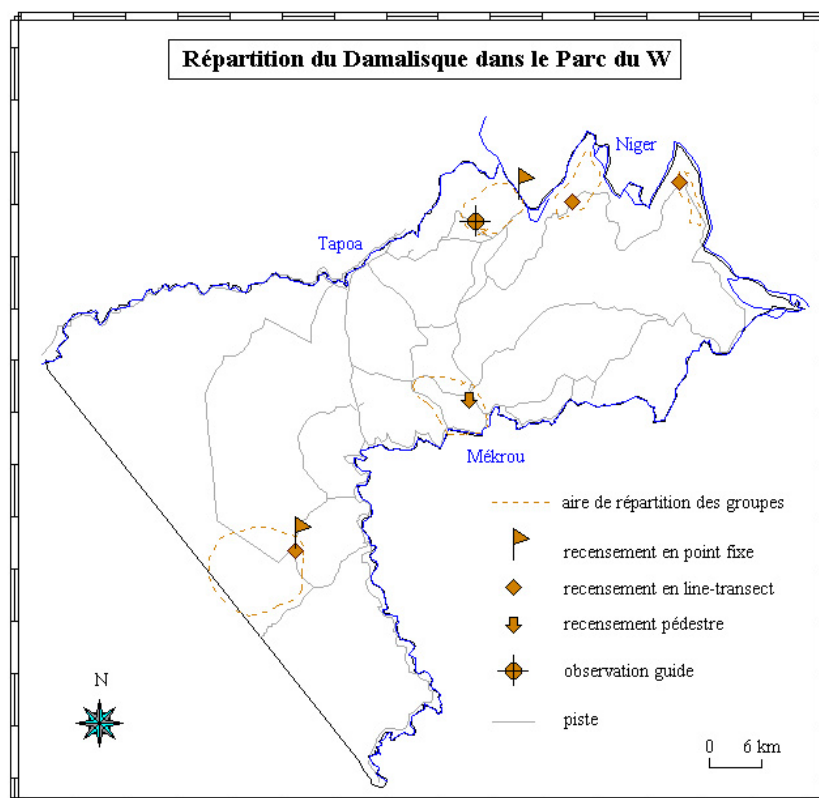 Répartition du Damalisque dans le Parc du W
Niger
Tapoa
Mékrou
aire de répartition des groupes
recensement en point fixe
recensement en line-transect
recensement pédestre
observation guide
piste
N
0 6 km